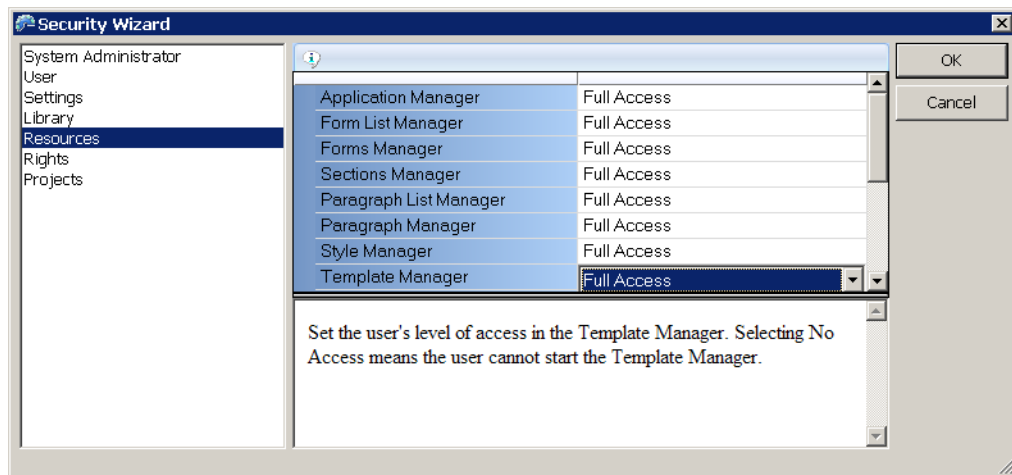 Security Wizard
System Administrator
User
Settings
Library
Resources
Rights
Projects
Application Manager Full Access
Form List Manager Full Access
Forms Manager Full Access
Sections Manager Full Access
Paragraph List Manager Full Access
Paragraph Manager Full Access
Style Manager Full Access
Template Manager Full Access
Set the user's level of access in the Template Manager. Selecting No
Access means the user cannot start the Template Manager.
OK
Cancel